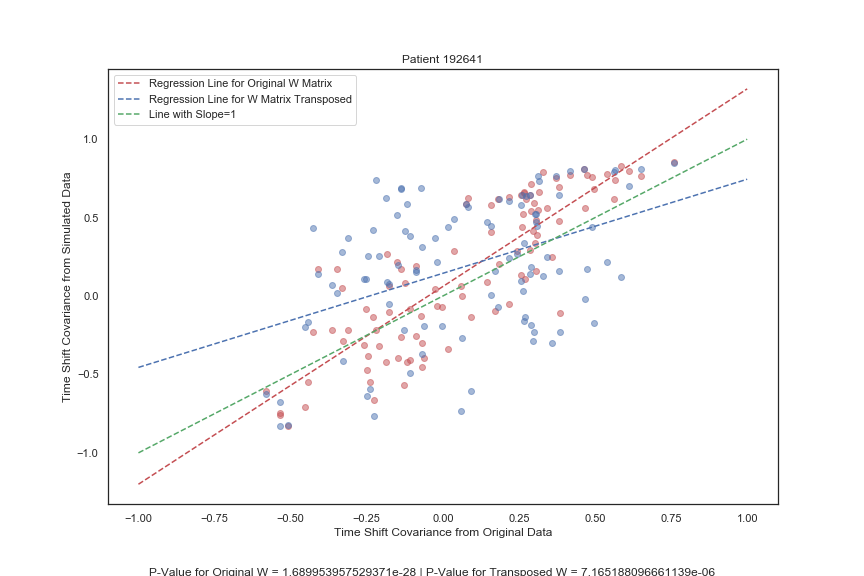 Patient 192641
Regression Line for Original W Matrix
Regression Line for W Matrix Transposed
Line with Slope=1
Time Shift Covariance from Simulated Data
1.0
0.5
0.0
−0.5
−1.0
−1.00 −0.75 −0.50 −0.25 0.00 0.25 0.50 0.75 1.00
Time Shift Covariance from Original Data
P-Value for Original W = 1.689953957529371e-28 | P-Value for Transposed W = 7.165188096661139e-06